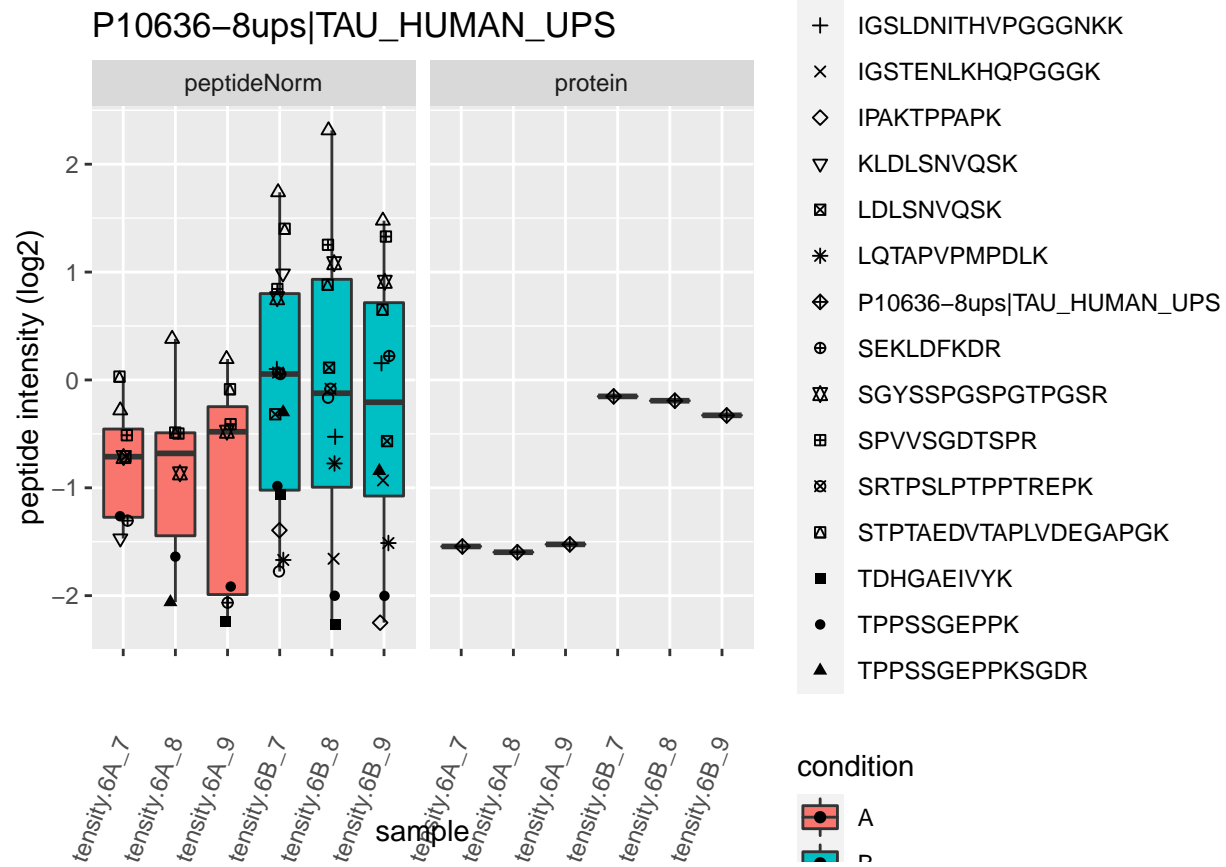 P10636−8ups|TAU_HUMAN_UPS
peptideNorm
protein
peptide intensity (log2)
2
1
0
−1
−2
tensity.6A_7
tensity.6A_8
tensity.6A_9
tensity.6B_7
tensity.6B_8
tensity.6B_9
tensity.6A_7
tensity.6A_8
tensity.6A_9
tensity.6B_7
tensity.6B_8
tensity.6B_9
sample
IGSLDNITHVPGGGNKK
IGSTENLKHQPGGGK
IPAKTPPAPK
KLDLSNVQSK
LDLSNVQSK
LQTAPVPMPDLK
P10636−8ups|TAU_HUMAN_UPS
SEKLDFKDR
SGYSSPGSPGTPGSR
SPVVSGDTSPR
SRTPSLPTPPTREPK
STPTAEDVTAPLVDEGAPGK
TDHGAEIVYK
TPPSSGEPPK
TPPSSGEPPKSGDR
condition
A